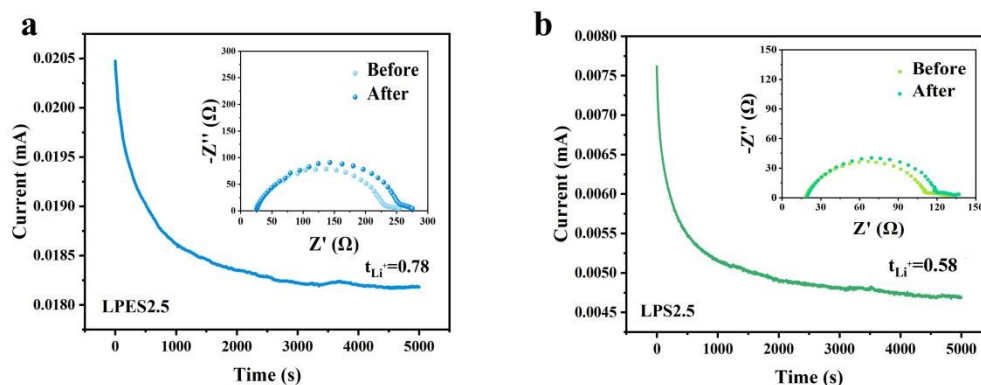 a
0.0205
0.0200
0.0195
0.0190
0.0185
0.0180
Current (mA)
0
1000
2000
3000
4000
5000
Time (s)
300
250
200
150
100
50
0
-Z'' (Ω)
0
50
100
150
200
250
300
Z' (Ω)
Before
After
t Li⁺=0.78
LPES2.5
b
0.0080
0.0075
0.0070
0.0065
0.0060
0.0055
0.0050
0.0045
0.0040
Current (mA)
0
1000
2000
3000
4000
5000
Time (s)
150
120
90
60
30
0
-Z'' (Ω)
0
30
60
90
120
150
Z' (Ω)
Before
After
t Li⁺=0.58
LPS2.5